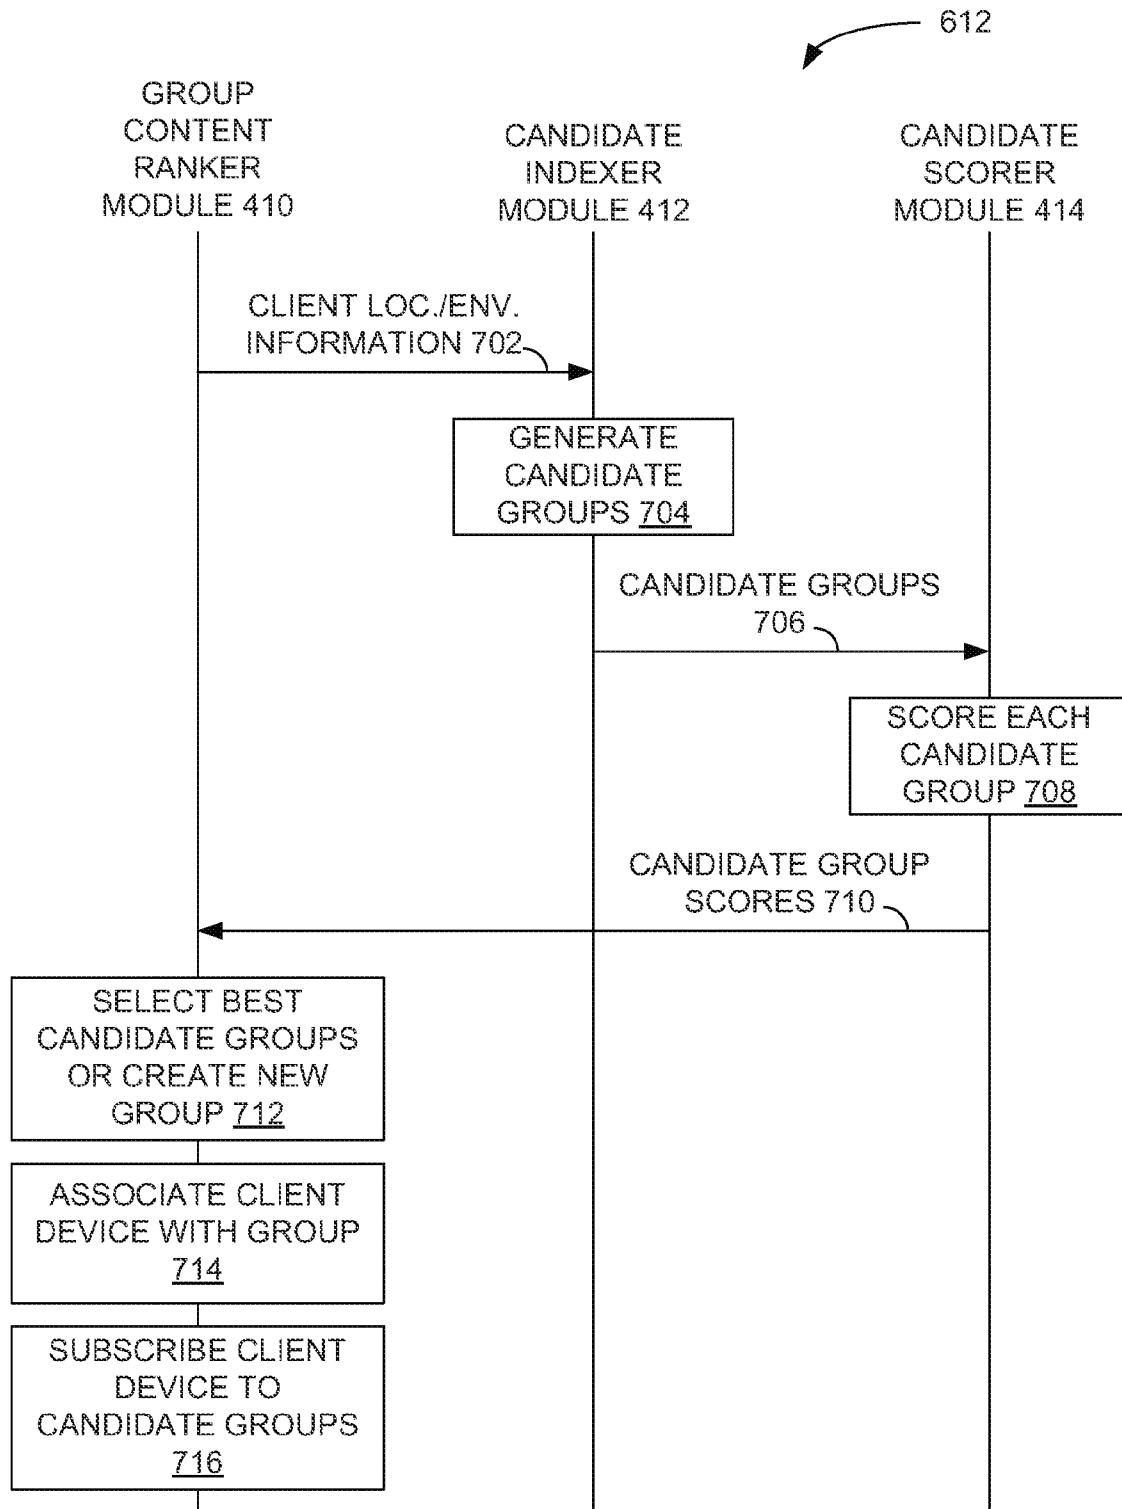 612
GROUP
CONTENT
RANKER
MODULE 410
CANDIDATE
INDEXER
MODULE 412
CANDIDATE
SCORER
MODULE 414
CLIENT LOC./ENV.
INFORMATION 702
GENERATE
CANDIDATE
GROUPS 704
CANDIDATE GROUPS
706
SCORE EACH
CANDIDATE
GROUP 708
CANDIDATE GROUP
SCORES 710
SELECT BEST
CANDIDATE GROUPS
OR CREATE NEW
GROUP 712
ASSOCIATE CLIENT
DEVICE WITH GROUP
714
SUBSCRIBE CLIENT
DEVICE TO
CANDIDATE GROUPS
716